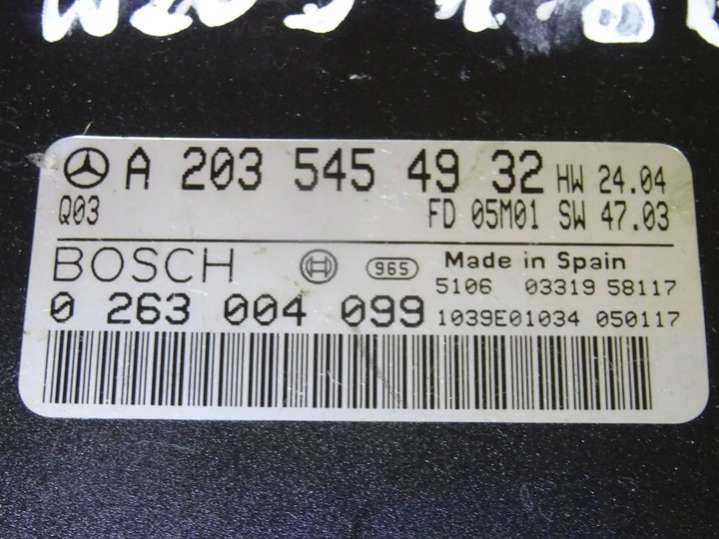 A 203 545 49 32 HW 24.04
Q03 FD 05M01 SW 47.03
BOSCH 965 Made in Spain
5106 03319 58117
0 263 004 099 1039E01034 050117